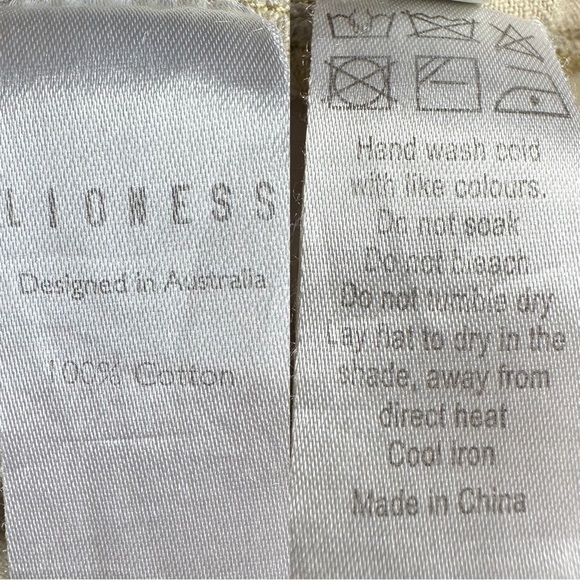 LIONESS
Designed in Australia
100% Cotton
Hand wash cold
with like colours.
Do not soak
Do not bleach
Do not tumble dry
Lay flat to dry in the
shade, away from
direct heat
Cool iron
Made in China